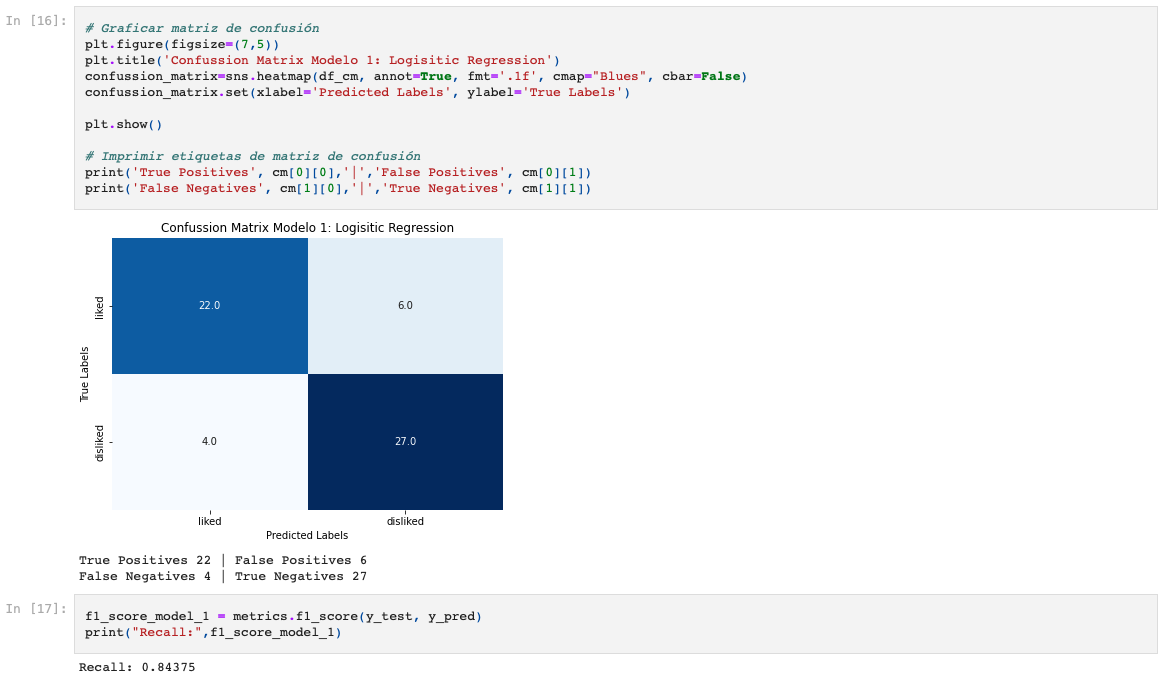 In [16]:
# Graficar matriz de confusión
plt.figure(figsize=(7,5))
plt.title('Confussion Matrix Modelo 1: Logisitic Regression')
confussion_matrix=sns.heatmap(df_cm, annot=True, fmt='.1f', cmap="Blues", cbar=False)
confussion_matrix.set(xlabel='Predicted Labels', ylabel='True Labels')
plt.show()
# Imprimir etiquetas de matriz de confusión
print('True Positives', cm[0][0],'|','False Positives', cm[0][1])
print('False Negatives', cm[1][0],'|','True Negatives', cm[1][1])
Confussion Matrix Modelo 1: Logisitic Regression
True Labels
liked
22.0
6.0
disliked
4.0
27.0
liked
disliked
Predicted Labels
True Positives 22 | False Positives 6
False Negatives 4 | True Negatives 27
In [17]:
f1_score_model_1 = metrics.f1_score(y_test, y_pred)
print("Recall:",f1_score_model_1)
Recall: 0.84375